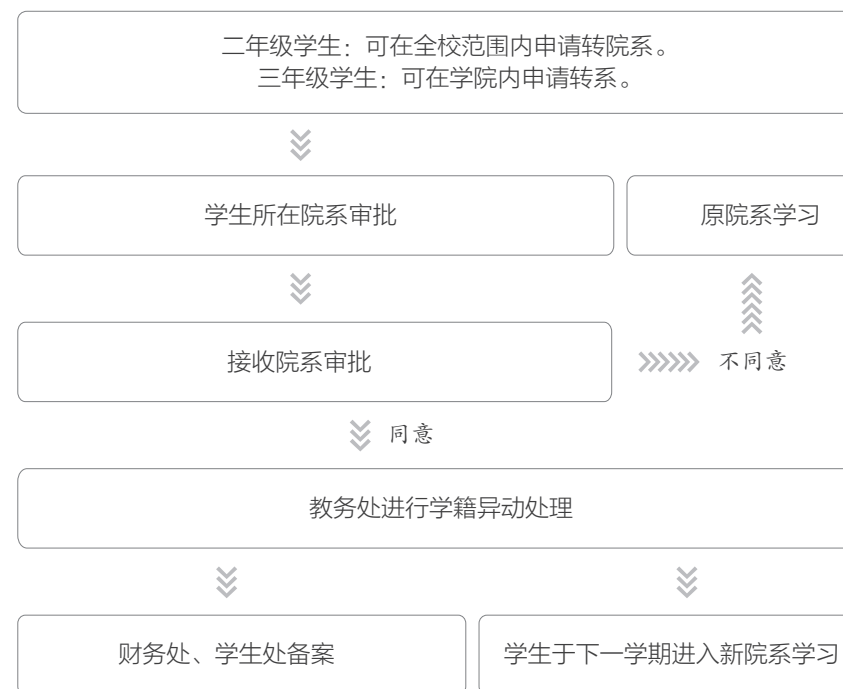 二年级学生：可在全校范围内申请转院系。
三年级学生：可在学院内申请转系。
学生所在院系审批
原院系学习
接收院系审批
不同意
同意
教务处进行学籍异动处理
财务处、学生处备案
学生于下一学期进入新院系学习